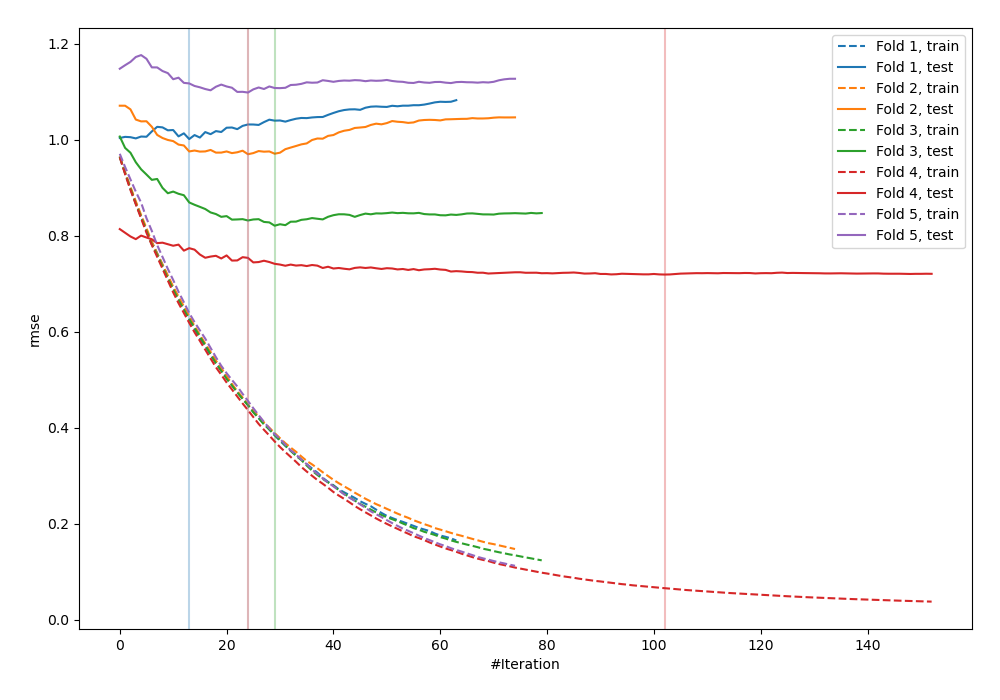 1.2
1.0
0.8
0.6
0.4
0.2
0.0
rmse
0 20 40 60 80 100 120 140
#Iteration
Fold 1, train
Fold 1, test
Fold 2, train
Fold 2, test
Fold 3, train
Fold 3, test
Fold 4, train
Fold 4, test
Fold 5, train
Fold 5, test